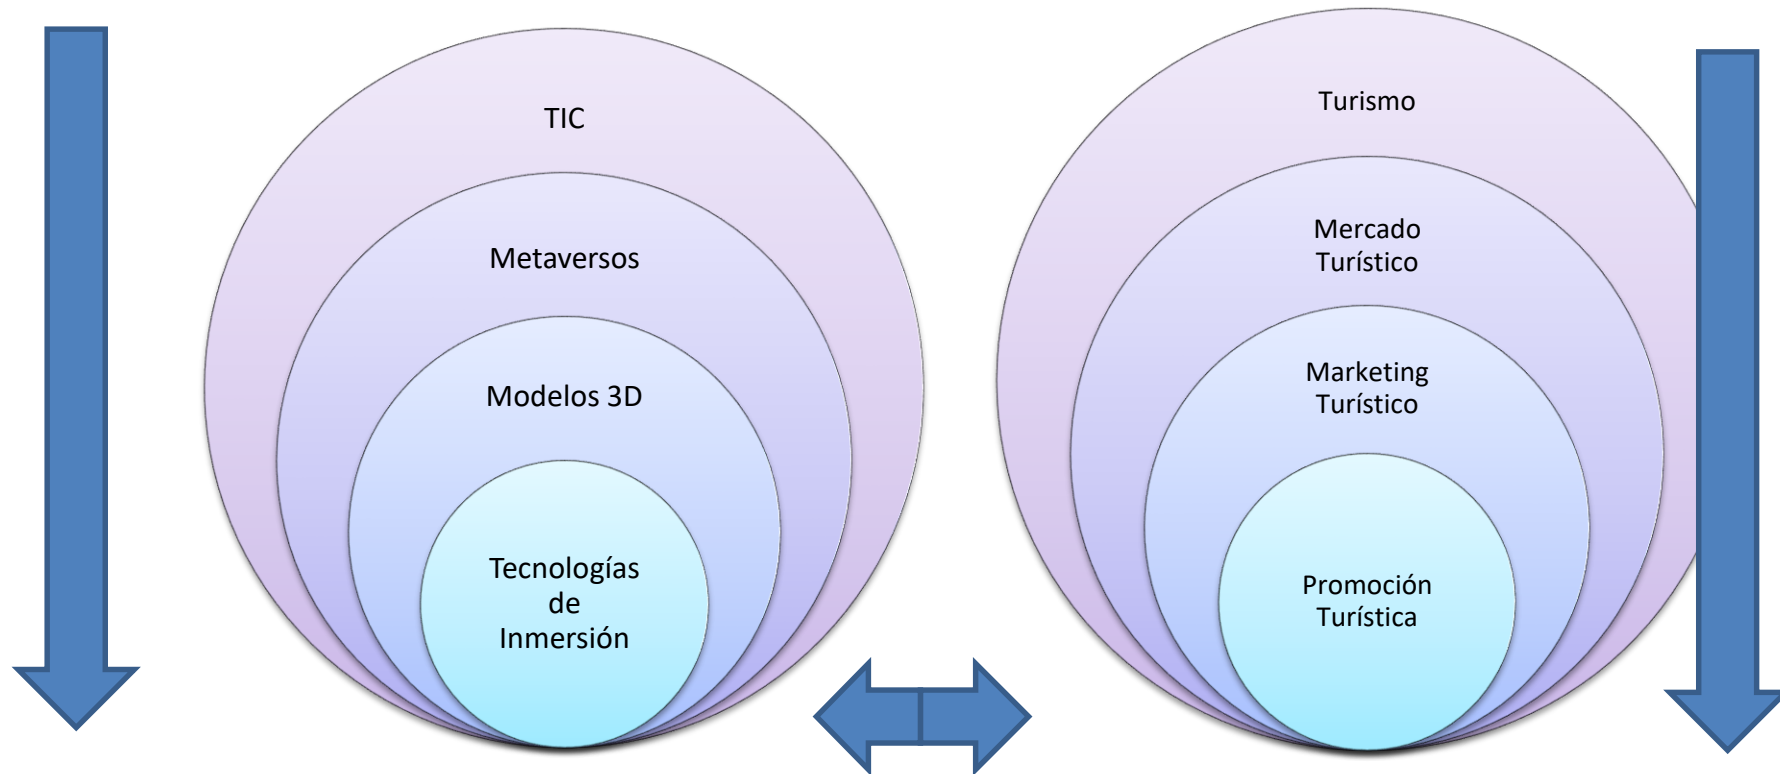 TIC
Metaversos
Modelos 3D
Tecnologías
de
Inmersión
Turismo
Mercado
Turístico
Marketing
Turístico
Promoción
Turística